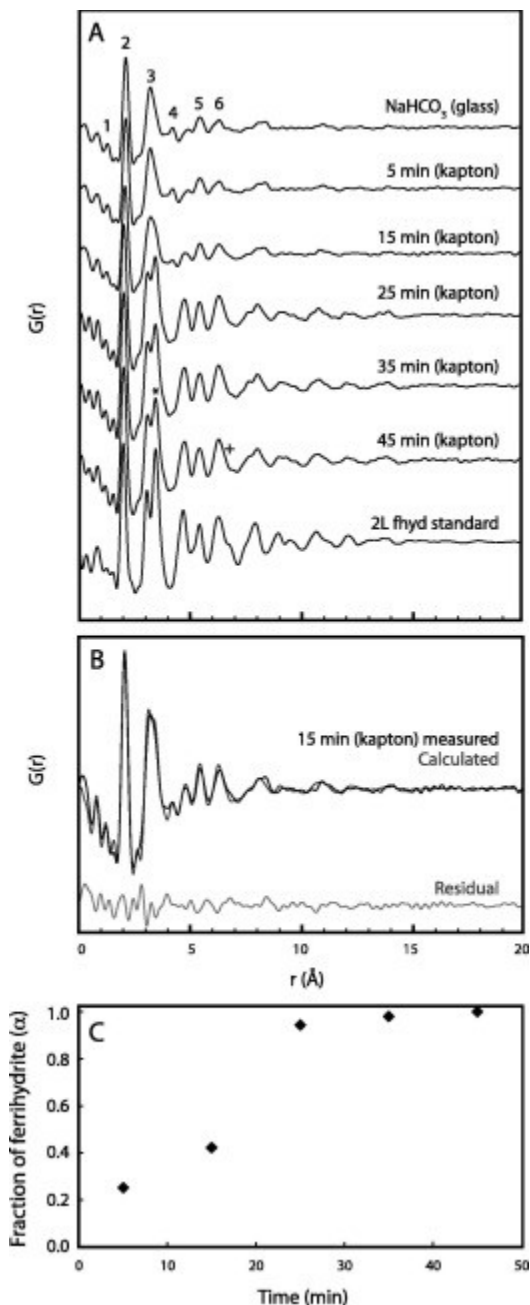 A
2
3
1
4
5
6
NaHCO3 (glass)
5 min (kapton)
15 min (kapton)
G(r)
25 min (kapton)
35 min (kapton)
*
45 min (kapton)
+
2L fhyd standard
B
15 min (kapton) measured
Calculated
G(r)
Residual
0 5 10 15 20
r (Å)
C
Fraction of ferrihydrite (α)
1.0
0.8
0.6
0.4
0.2
0.0
0 10 20 30 40 50
Time (min)